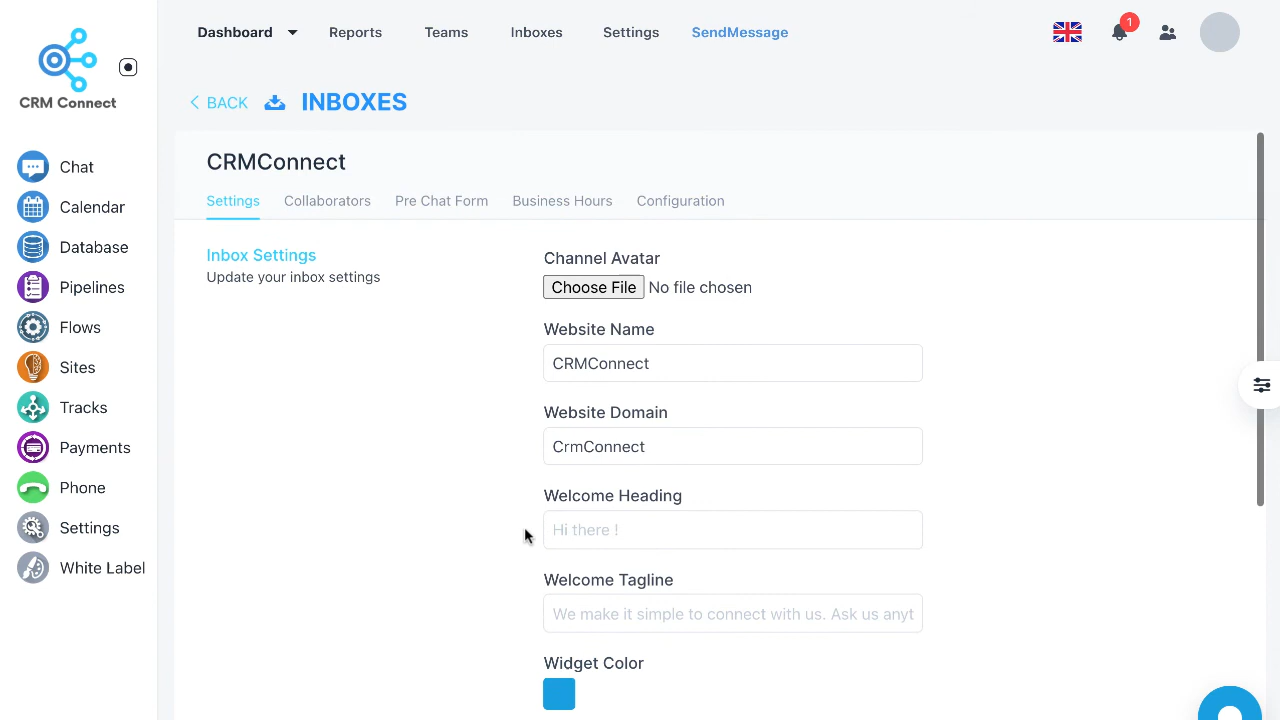 CRM Connect
Dashboard Reports Teams Inboxes Settings SendMessage
1
BACK INBOXES
Chat
Calendar
Database
Pipelines
Flows
Sites
Tracks
Payments
Phone
Settings
White Label
CRMConnect
Settings Collaborators Pre Chat Form Business Hours Configuration
Inbox Settings
Update your inbox settings
Channel Avatar
Choose File No file chosen
Website Name
CRMConnect
Website Domain
CrmConnect
Welcome Heading
Hi there !
Welcome Tagline
We make it simple to connect with us. Ask us anyt
Widget Color